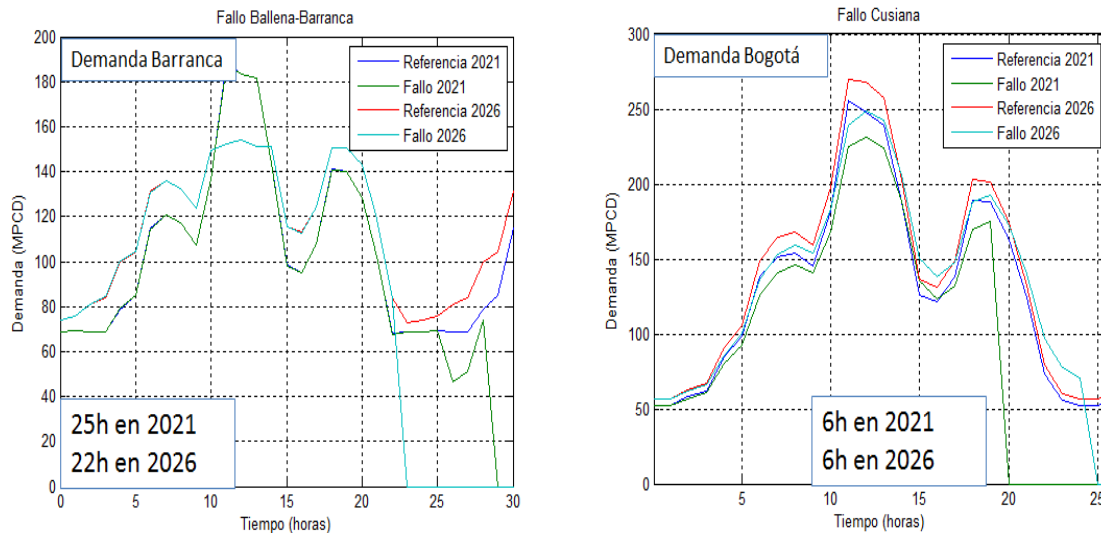 Fallo Ballena-Barranca
200
180
160
140
120
100
80
60
40
20
0
0
5
10
15
20
25
30
Demanda (MPCD)
Tiempo (horas)
Demanda Barranca
Referencia 2021
Fallo 2021
Referencia 2026
Fallo 2026
25h en 2021
22h en 2026
Fallo Cusiana
300
250
200
150
100
50
0
5
10
15
20
25
Demanda (MPCD)
Tiempo (horas)
Demanda Bogotá
Referencia 2021
Fallo 2021
Referencia 2026
Fallo 2026
6h en 2021
6h en 2026